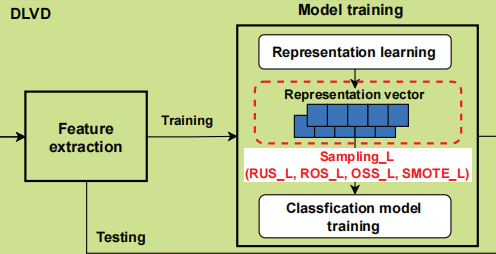 DLVD
Model training
Feature
extraction
Training
Testing
Representation learning
Representation vector
Sampling_L
(RUS_L, ROS_L, OSS_L, SMOTE_L)
Classfication model
training